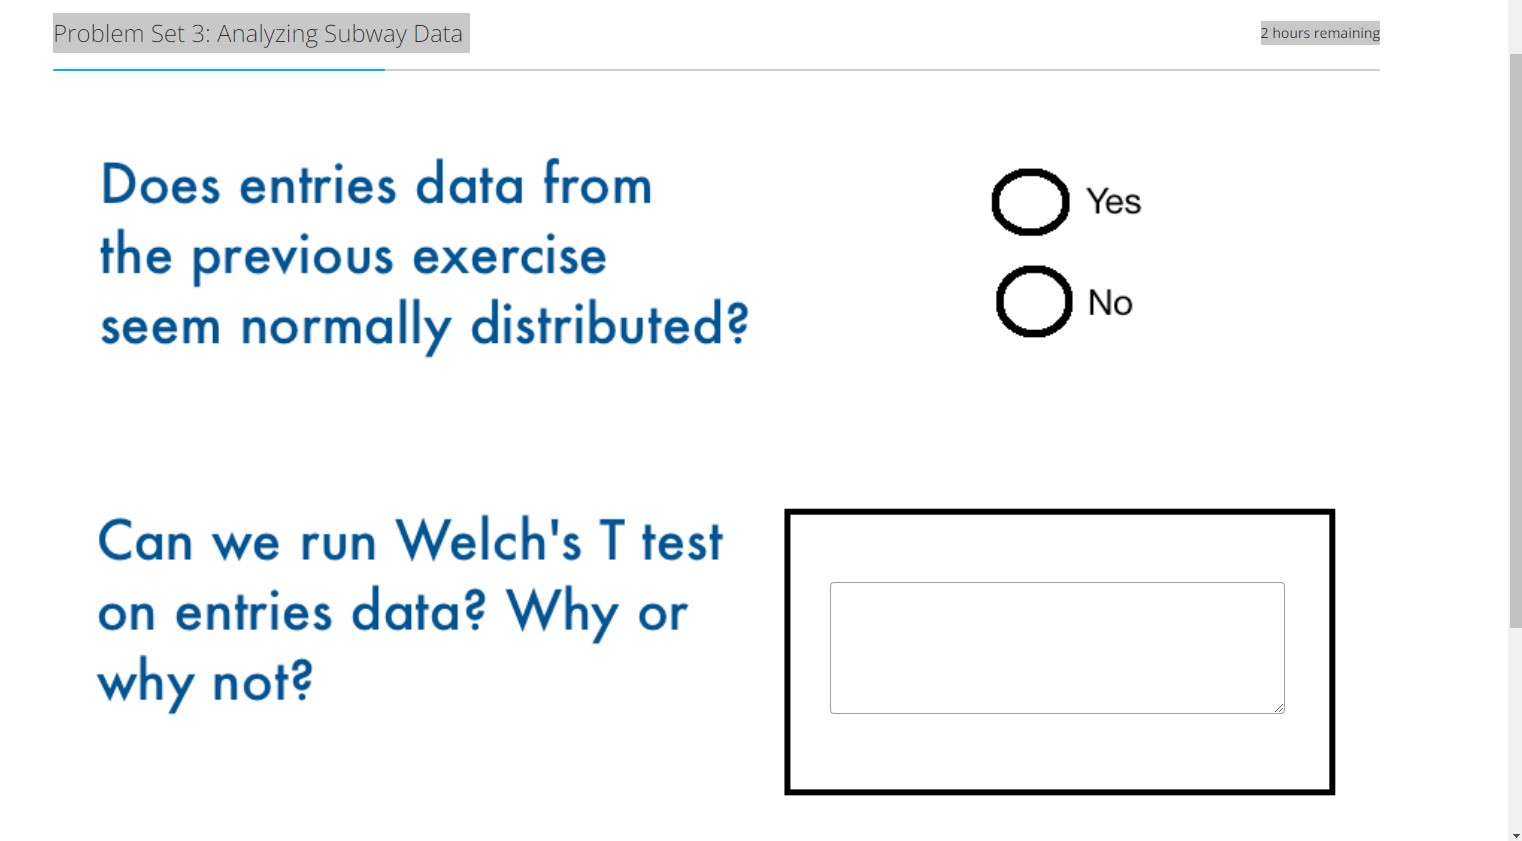 Problem Set 3: Analyzing Subway Data
2 hours remaining
Does entries data from
the previous exercise
seem normally distributed?
Yes
No
Can we run Welch's T test
on entries data? Why or
why not?